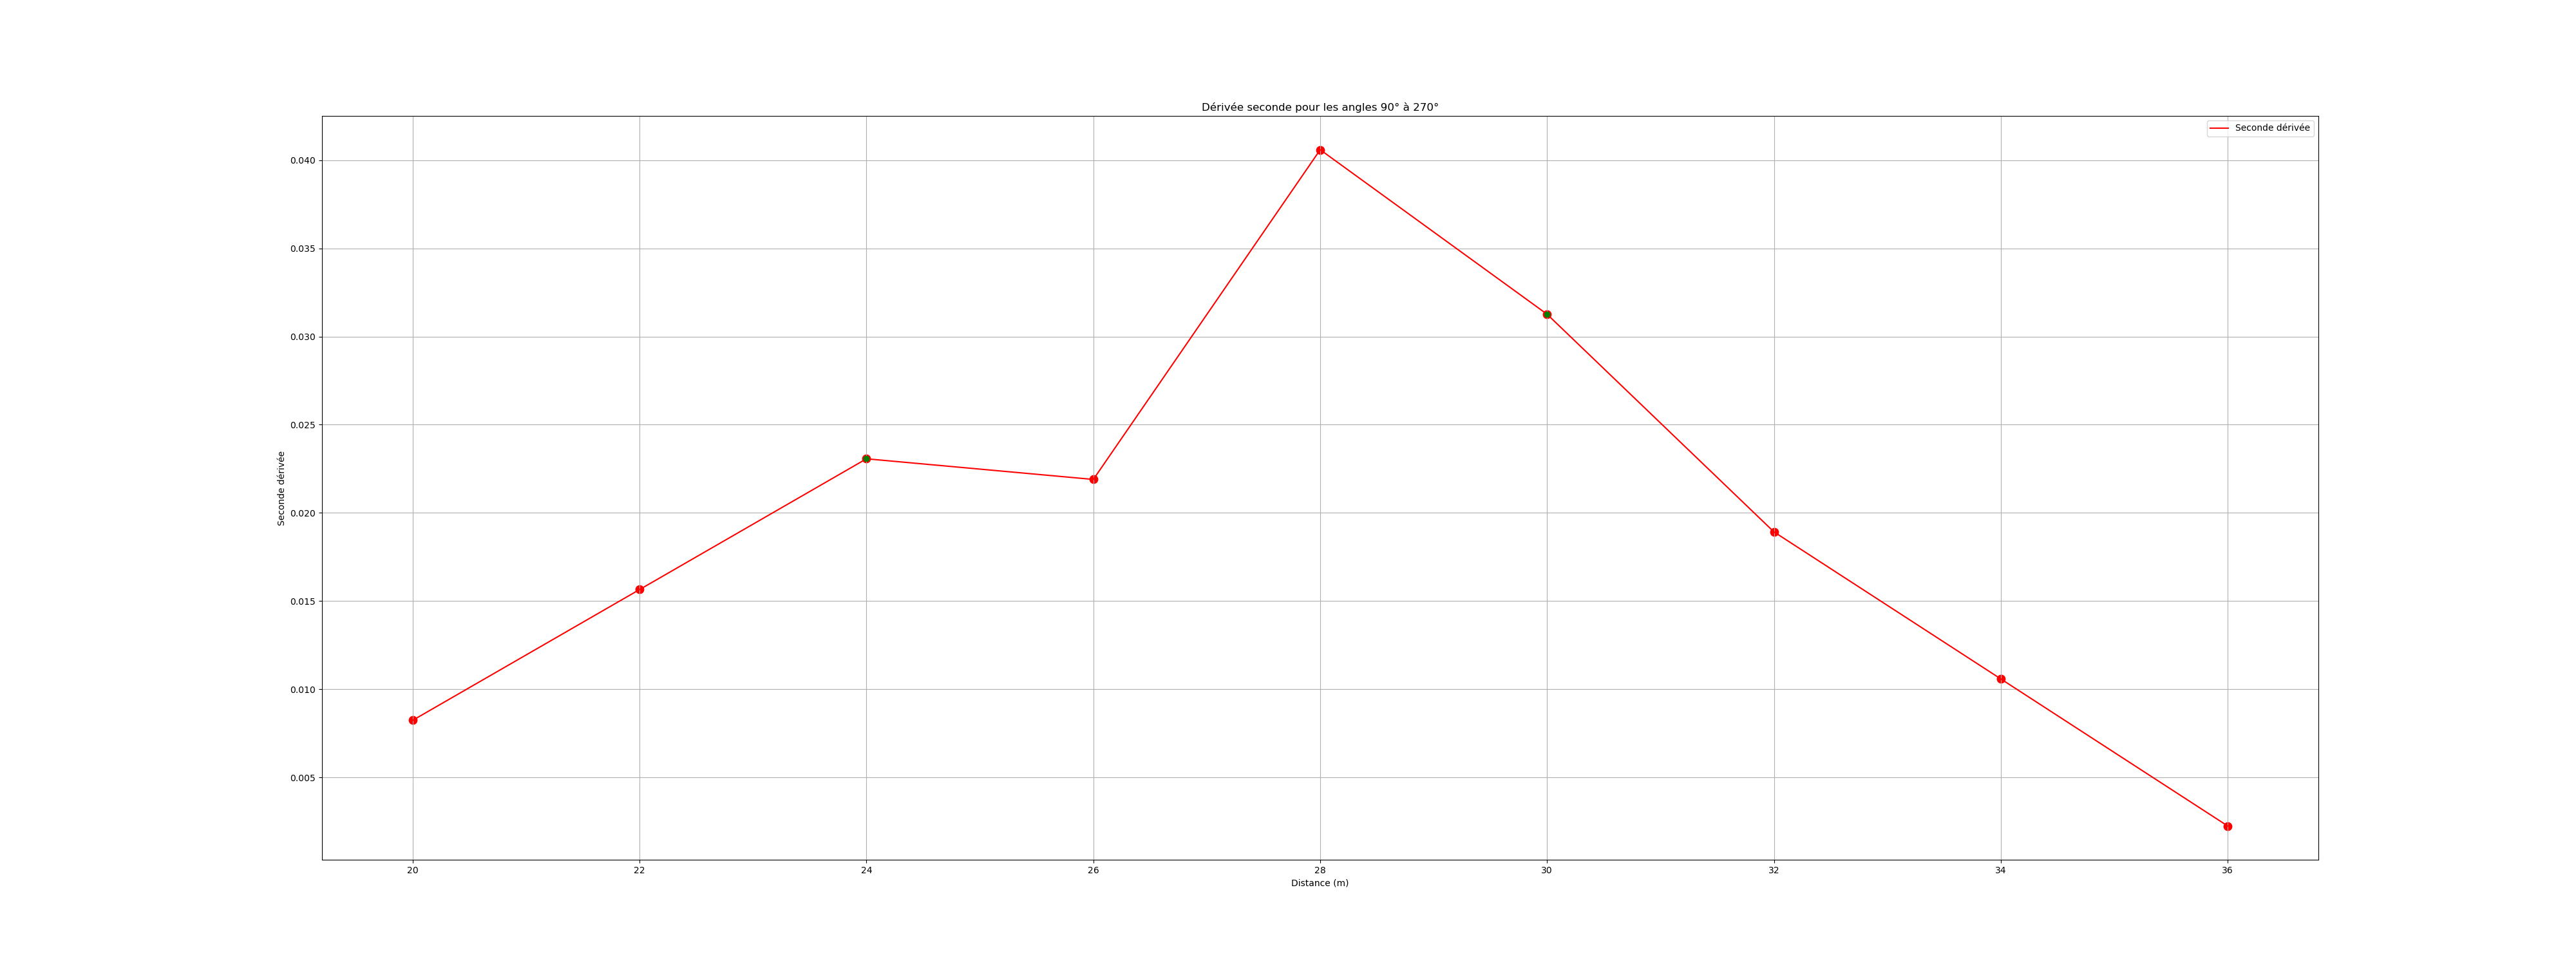 Dérivée seconde pour les angles 90° à 270°
Seconde dérivée
0.040
0.035
0.030
0.025
0.020
0.015
0.010
0.005
Seconde dérivée
20 22 24 26 28 30 32 34 36
Distance (m)